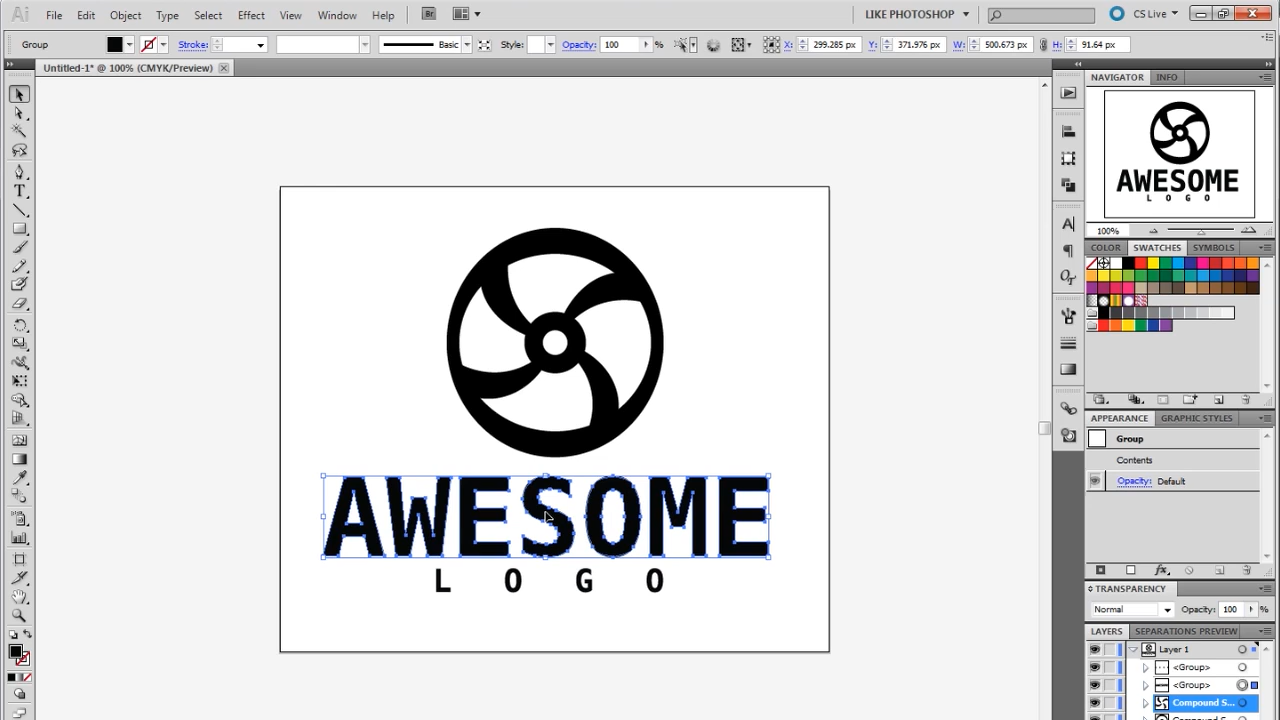 Ai File Edit Object Type Select Effect View Window Help Br LIKE PHOTOSHOP CS Live
Group Stroke: Basic Style: Opacity: 100 % X: 299.285 px Y: 371.976 px W: 500.673 px H: 91.64 px
Untitled-1* @ 100% (CMYK/Preview)
NAVIGATOR INFO
AWESOME
L O G O
100%
COLOR SWATCHES SYMBOLS
APPEARANCE GRAPHIC STYLES
Group
Contents
Opacity: Default
TRANSPARENCY
Normal Opacity: 100 %
LAYERS SEPARATIONS PREVIEW
Layer 1
<Group>
<Group>
Compound S...
AWESOME
L O G O